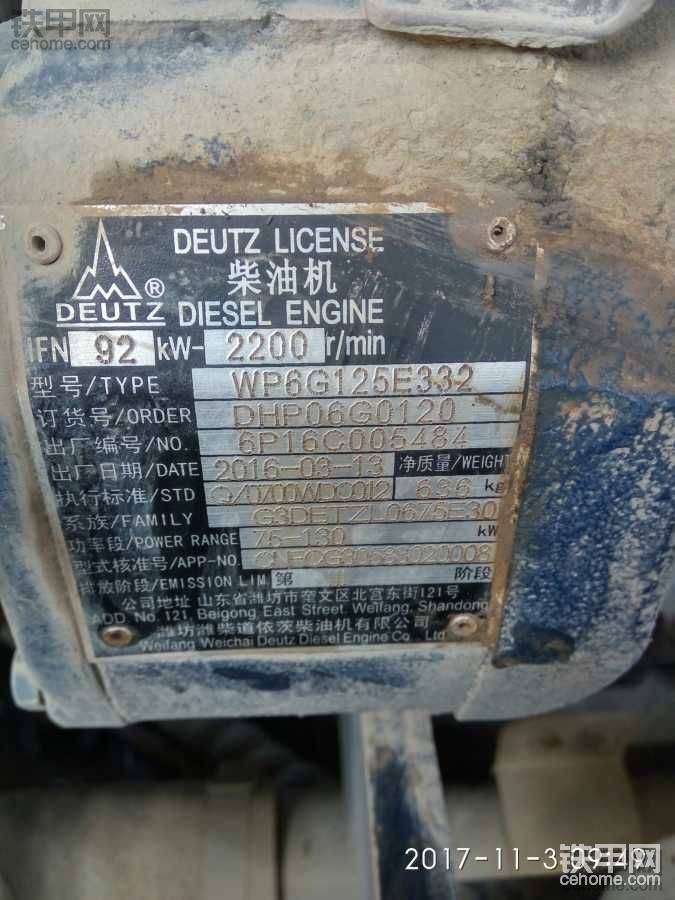 铁甲网
cehome.com
DEUTZ LICENSE
柴油机
DEUTZ® DIESEL ENGINE
IFN 92 kW- 2200 r/min
型号/TYPE WP6G125E332
订货号/ORDER DHP06G0120
出厂编号/NO. 6P16C005484
出厂日期/DATE 2016-03-13 净质量/WEIGHT
执行标准/STD 636 kg
系族/FAMILY
功率段/POWER RANGE 75-130 kW
型式核准号/APP-NO.
排放阶段/EMISSION LIM. 第 阶段
公司地址 山东省潍坊市奎文区北宫东街121号
ADD. No.121, Beigong East Street. Weifang, Shandong
潍坊潍柴道依茨柴油机有限公司
Weifang Weichai Deutz Diesel Engine Co., Ltd
2017-11-3 09:49
铁甲网
cehome.com